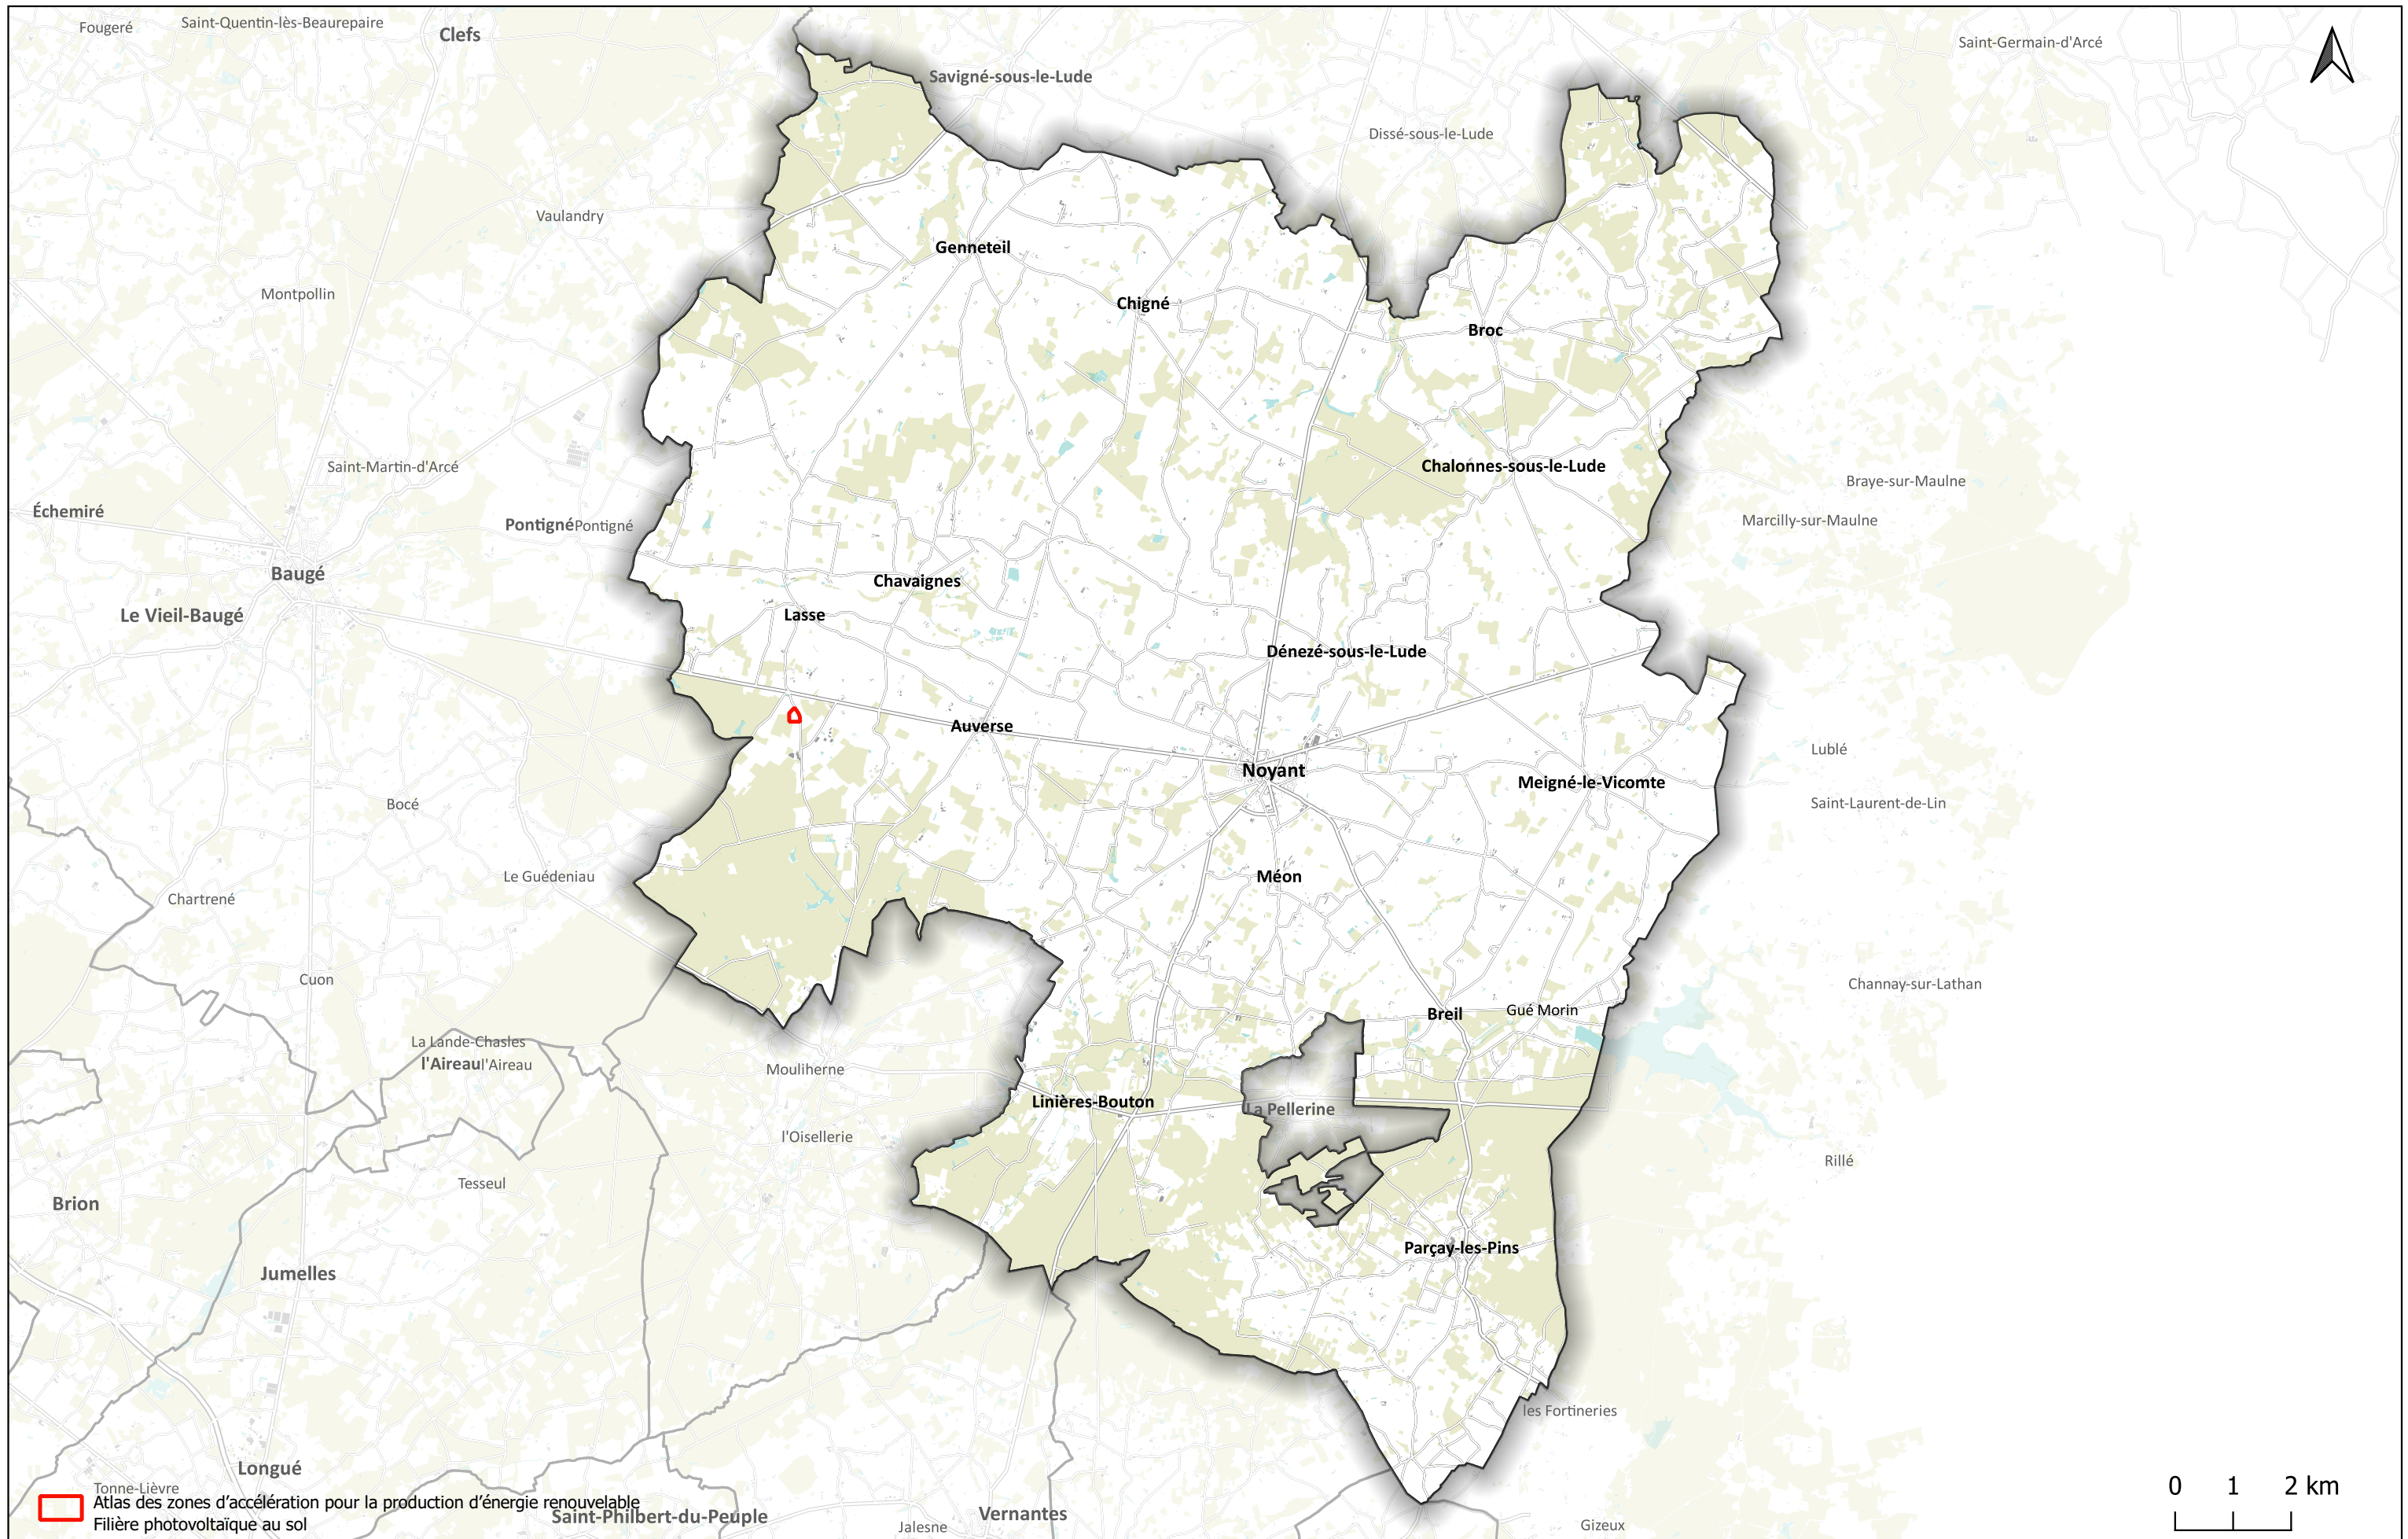 Fougeré
Saint-Quentin-lès-Beaurepaire
Clefs
Saint-Germain-d'Arcé
Savigné-sous-le-Lude
Dissé-sous-le-Lude
Vaulandry
Genneteil
Montpollin
Chigné
Broc
Saint-Martin-d'Arcé
Chalonnes-sous-le-Lude
Braye-sur-Maulne
Échemiré
Pontigné Pontigné
Marcilly-sur-Maulne
Baugé
Chavaignes
Le Vieil-Baugé
Lasse
Dénezé-sous-le-Lude
Auverse
Lublé
Noyant
Meigné-le-Vicomte
Bocé
Saint-Laurent-de-Lin
Le Guédeniau
Méon
Chartrené
Cuon
Channay-sur-Lathan
Breil
Gué Morin
La Lande-Chasles
l'Aireau l'Aireau
Mouliherne
Linières-Bouton
La Pellerine
l'Oisellerie
Rillé
Tesseul
Brion
Parçay-les-Pins
Jumelles
les Fortineries
Longué
Tonne-Lièvre
0 1 2 km
Atlas des zones d'accélération pour la production d'énergie renouvelable
Filière photovoltaïque au sol
Saint-Philbert-du-Peuple
Vernantes
Jalesne
Gizeux